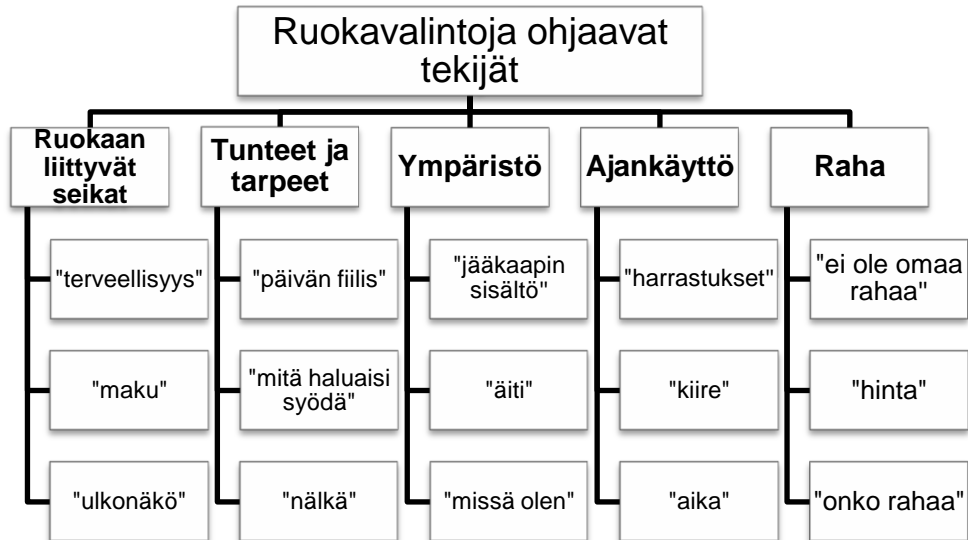 Ruokavalintoja ohjaavat
tekijät
Ruokaan
liittyvät
seikat
Tunteet ja
tarpeet
Ympäristö
Ajankäyttö
Raha
"terveellisyys"
"päivän fiilis"
"jääkaapin
sisältö"
"harrastukset"
"ei ole omaa
rahaa"
"maku"
"mitä haluaisi
syödä"
"äiti"
"kiire"
"hinta"
"ulkonäkö"
"nälkä"
"missä olen"
"aika"
"onko rahaa"